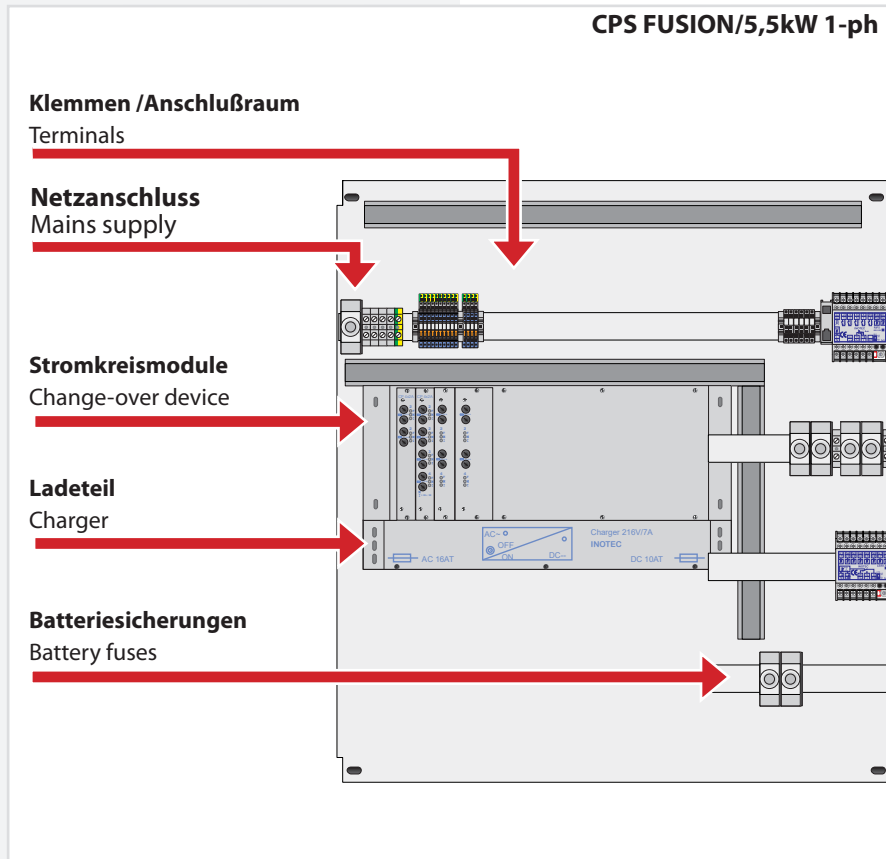 CPS FUSION/5,5kW 1-ph
Klemmen /Anschlußraum
Terminals
Netzanschluss
Mains supply
Stromkreismodule
Change-over device
Ladeteil
Charger
AC~
OFF
ON
DC~
AC 16AT
Charger 216V/7A
INOTEC
DC 10AT
Batteriesicherungen
Battery fuses